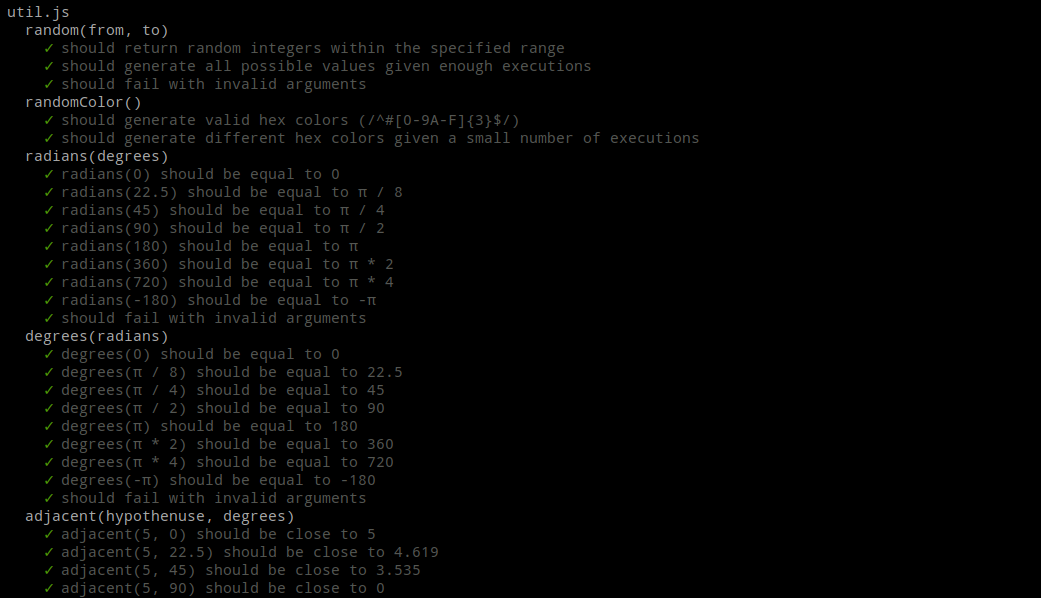 util.js
random(from, to)
✓ should return random integers within the specified range
✓ should generate all possible values given enough executions
✓ should fail with invalid arguments
randomColor()
✓ should generate valid hex colors (/^#[0-9A-F]{3}$/)
✓ should generate different hex colors given a small number of executions
radians(degrees)
✓ radians(0) should be equal to 0
✓ radians(22.5) should be equal to π / 8
✓ radians(45) should be equal to π / 4
✓ radians(90) should be equal to π / 2
✓ radians(180) should be equal to π
✓ radians(360) should be equal to π * 2
✓ radians(720) should be equal to π * 4
✓ radians(-180) should be equal to -π
✓ should fail with invalid arguments
degrees(radians)
✓ degrees(0) should be equal to 0
✓ degrees(π / 8) should be equal to 22.5
✓ degrees(π / 4) should be equal to 45
✓ degrees(π / 2) should be equal to 90
✓ degrees(π) should be equal to 180
✓ degrees(π * 2) should be equal to 360
✓ degrees(π * 4) should be equal to 720
✓ degrees(-π) should be equal to -180
✓ should fail with invalid arguments
adjacent(hypothenuse, degrees)
✓ adjacent(5, 0) should be close to 5
✓ adjacent(5, 22.5) should be close to 4.619
✓ adjacent(5, 45) should be close to 3.535
✓ adjacent(5, 90) should be close to 0